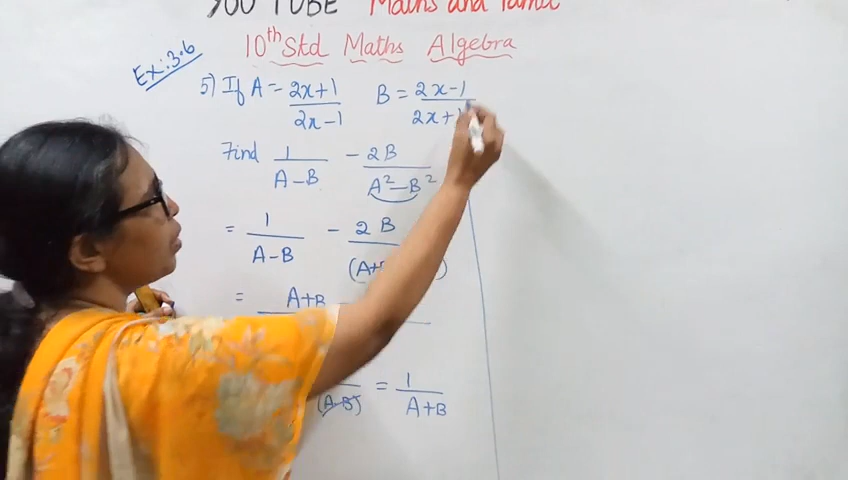 YOU TUBE Maths and Tamil
10th Std Maths Algebra
Ex:3.6
5) If A = 2x+1 / 2x-1 B = 2x-1 / 2x+1
Find 1 / A-B - 2B / A²-B²
= 1 / A-B - 2B / (A+B
= A+B
(A-B) = 1 / A+B